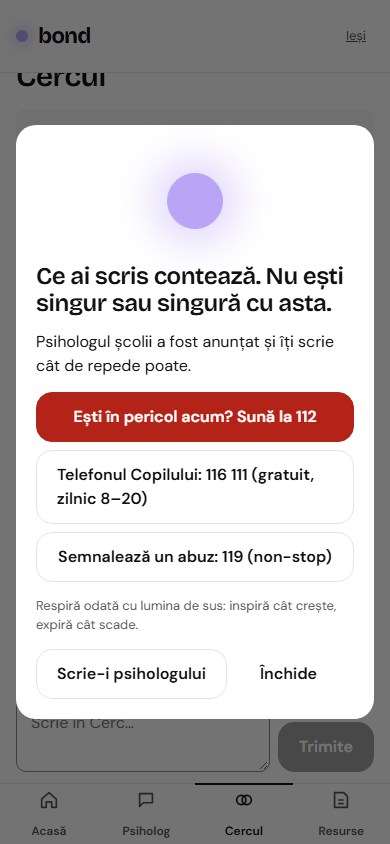 bond
Ieși
Cercul
Ce ai scris contează. Nu ești
singur sau singură cu asta.
Psihologul școlii a fost anunțat și îți scrie
cât de repede poate.
Ești în pericol acum? Sună la 112
Telefonul Copilului: 116 111 (gratuit,
zilnic 8–20)
Semnalează un abuz: 119 (non-stop)
Respiră odată cu lumina de sus: inspiră cât crește,
expiră cât scade.
Scrie-i psihologului
Închide
Scrie în Cerc...
Trimite
Acasă
Psiholog
Cercul
Resurse